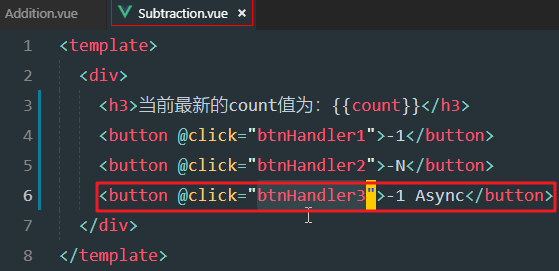 Addition.vue Subtraction.vue ×
1 <template>
2 <div>
3 <h3>当前最新的count值为：{{count}}</h3>
4 <button @click="btnHandler1">-1</button>
5 <button @click="btnHandler2">-N</button>
6 <button @click="btnHandler3">-1 Async</button>
7 </div>
8 </template>